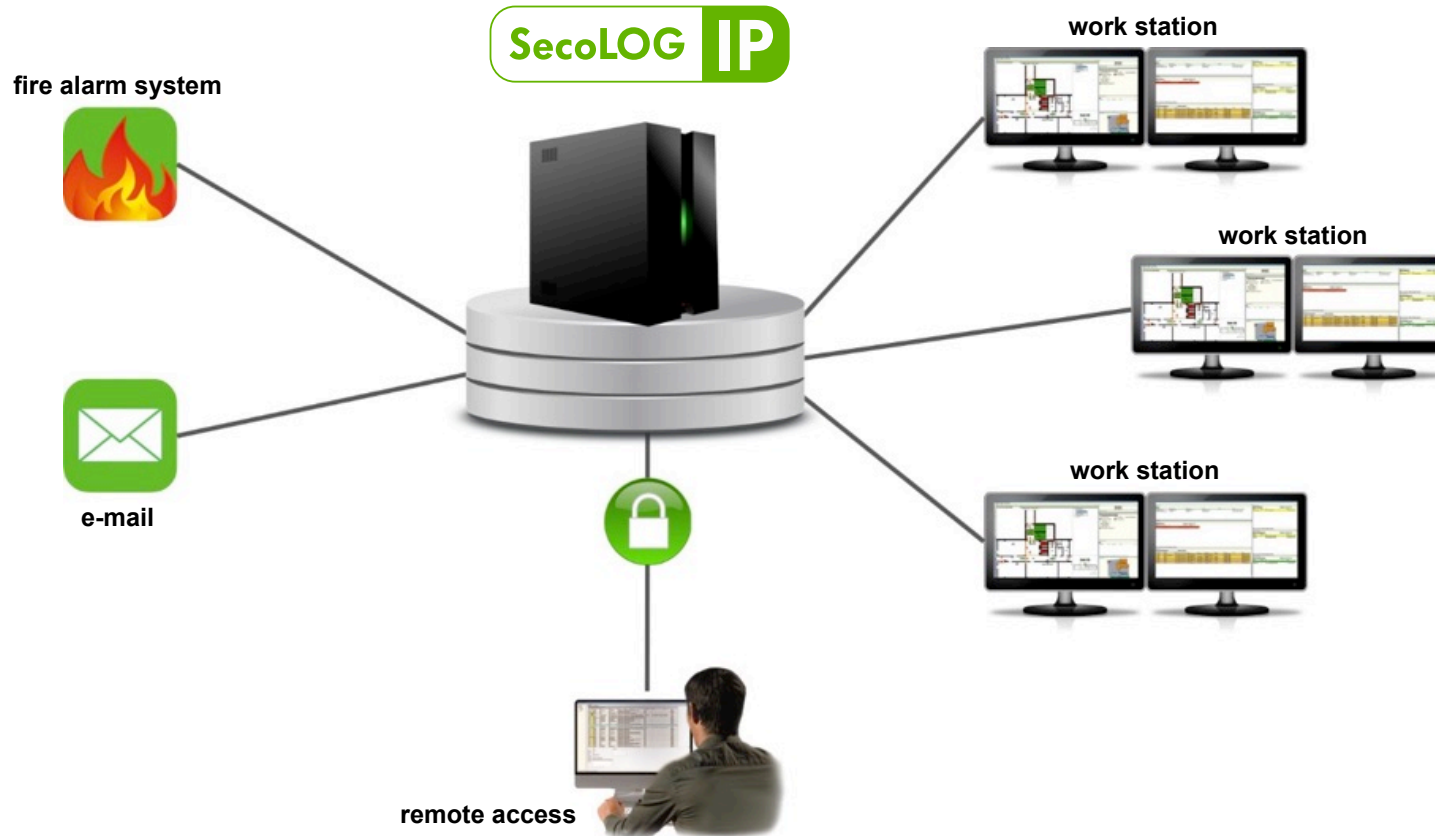 SecoLOG IP
work station
fire alarm system
work station
work station
e-mail
remote access